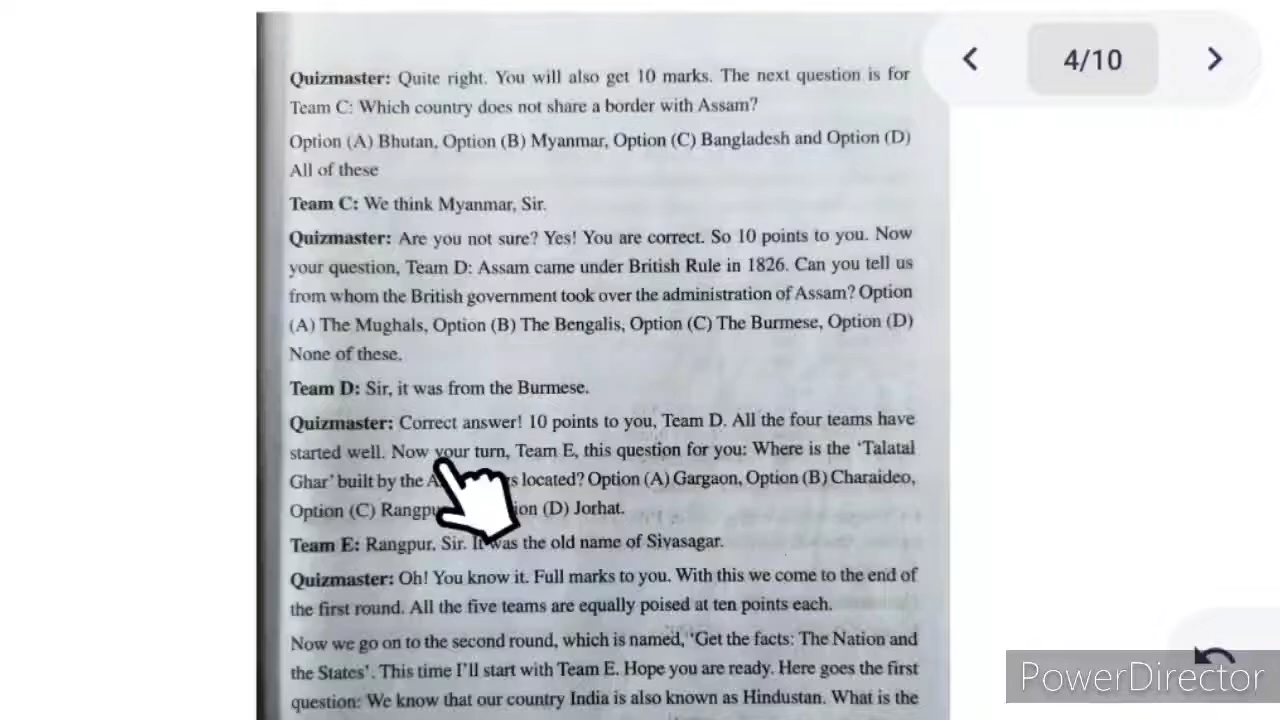 Quizmaster: Quite right. You will also get 10 marks. The next question is for
Team C: Which country does not share a border with Assam?
Option (A) Bhutan, Option (B) Myanmar, Option (C) Bangladesh and Option (D)
All of these
Team C: We think Myanmar, Sir.
Quizmaster: Are you not sure? Yes! You are correct. So 10 points to you. Now
your question, Team D: Assam came under British Rule in 1826. Can you tell us
from whom the British government took over the administration of Assam? Option
(A) The Mughals, Option (B) The Bengalis, Option (C) The Burmese, Option (D)
None of these.
Team D: Sir, it was from the Burmese.
Quizmaster: Correct answer! 10 points to you, Team D. All the four teams have
started well. Now your turn, Team E, this question for you: Where is the ‘Talatal
Ghar’ built by the located? Option (A) Gargaon, Option (B) Charaideo,
Option (C) (D) Jorhat.
Team E: Rangpur, Sir. It was the old name of Sivasagar.
Quizmaster: Oh! You know it. Full marks to you. With this we come to the end of
the first round. All the five teams are equally poised at ten points each.
Now we go on to the second round, which is named, ‘Get the facts: The Nation and
the States’. This time I’ll start with Team E. Hope you are ready. Here goes the first
question: We know that our country India is also known as Hindustan. What is the
4/10
PowerDirector